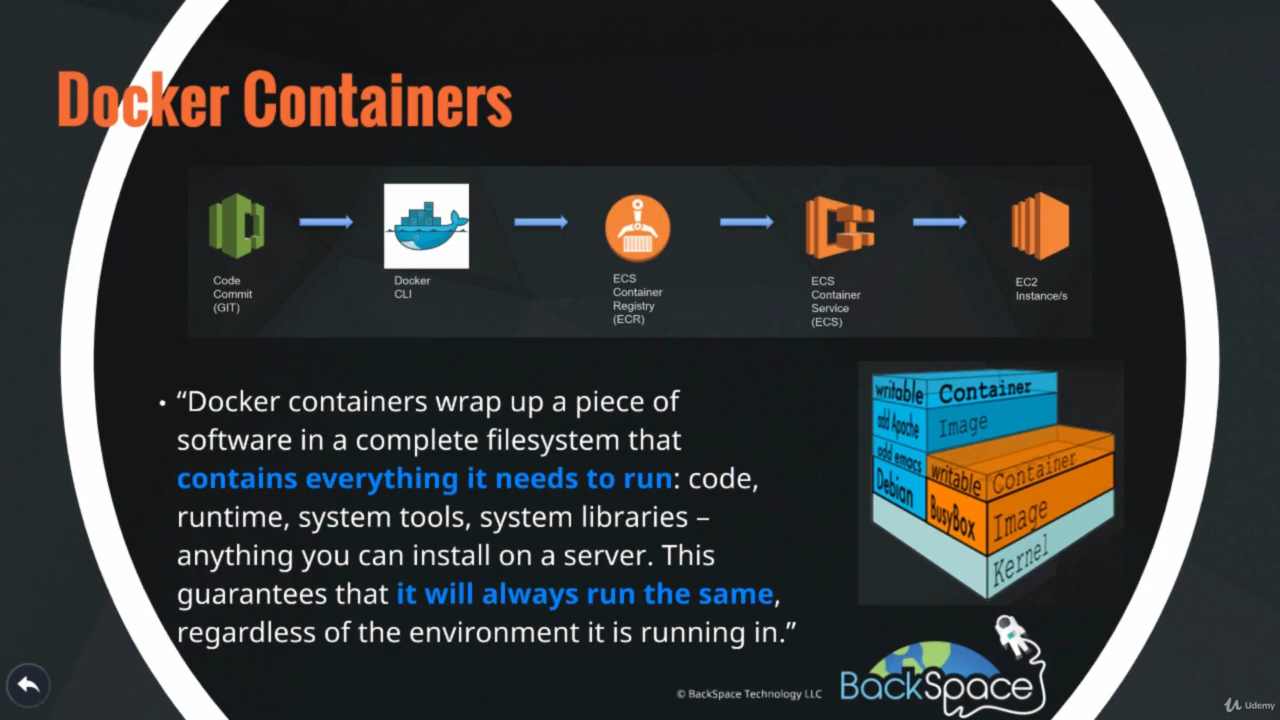 Docker Containers
Code
Commit
(GIT)
Docker
CLI
ECS
Container
Registry
(ECR)
ECS
Container
Service
(ECS)
EC2
Instance/s
• “Docker containers wrap up a piece of
software in a complete filesystem that
contains everything it needs to run: code,
runtime, system tools, system libraries –
anything you can install on a server. This
guarantees that it will always run the same,
regardless of the environment it is running in.”
writable Container
add Apache Image
add emacs
Debian
writable Container
BusyBox Image
Kernel
© BackSpace Technology LLC
BackSpace
Udemy